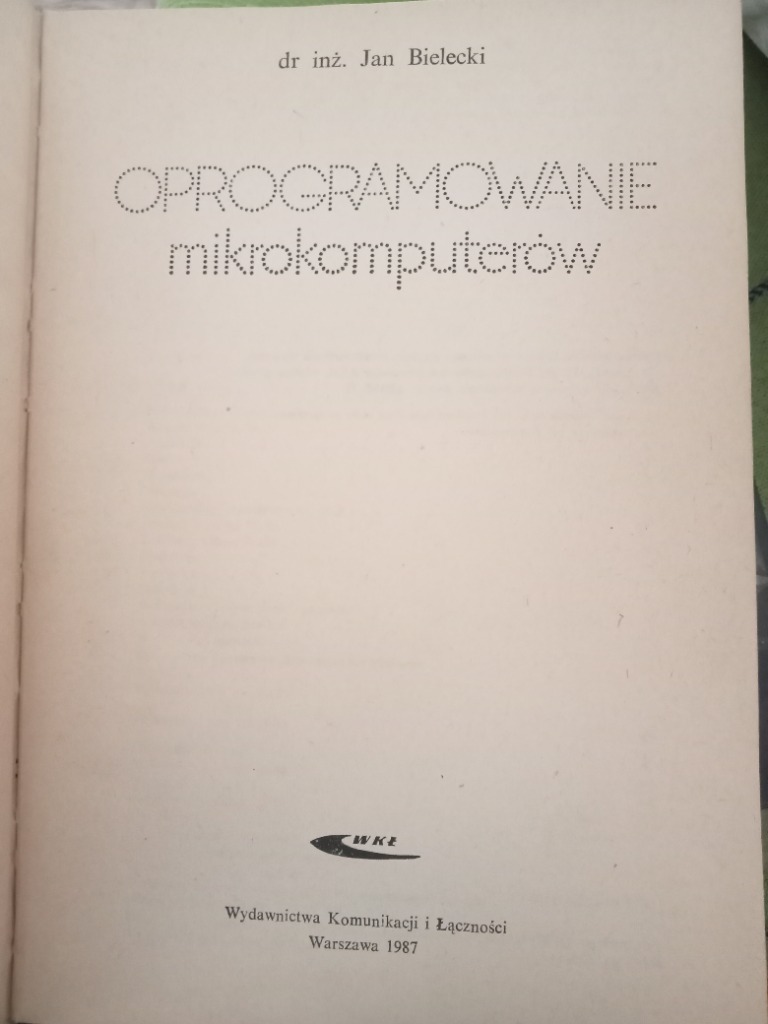 dr inż. Jan Bielecki
OPROGRAMOWANIE
mikrokomputerów
WKŁ
Wydawnictwa Komunikacji i Łączności
Warszawa 1987